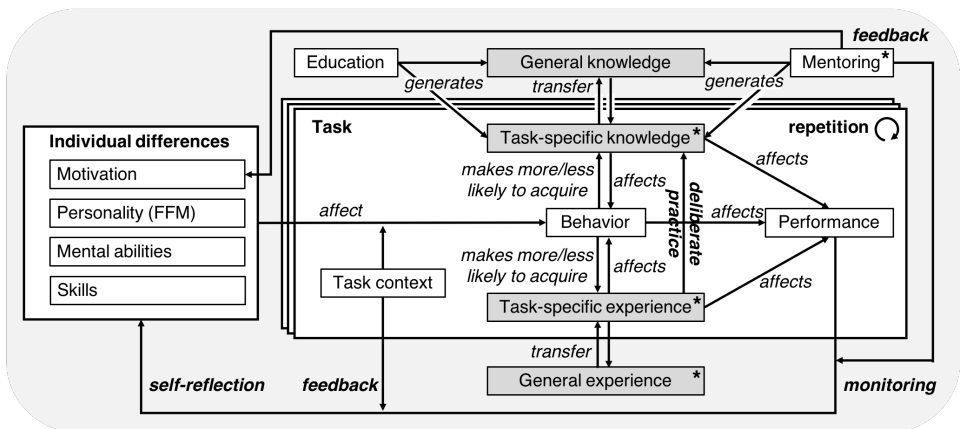 feedback
Education
General knowledge
Mentoring*
generates
transfer
generates
Task
repetition
Task-specific knowledge*
Individual differences
Motivation
Personality (FFM)
Mental abilities
Skills
makes more/less
likely to acquire
affects
deliberate
practice
affects
affect
Behavior
affects
Performance
makes more/less
likely to acquire
affects
affects
Task context
Task-specific experience*
transfer
General experience *
self-reflection
feedback
monitoring